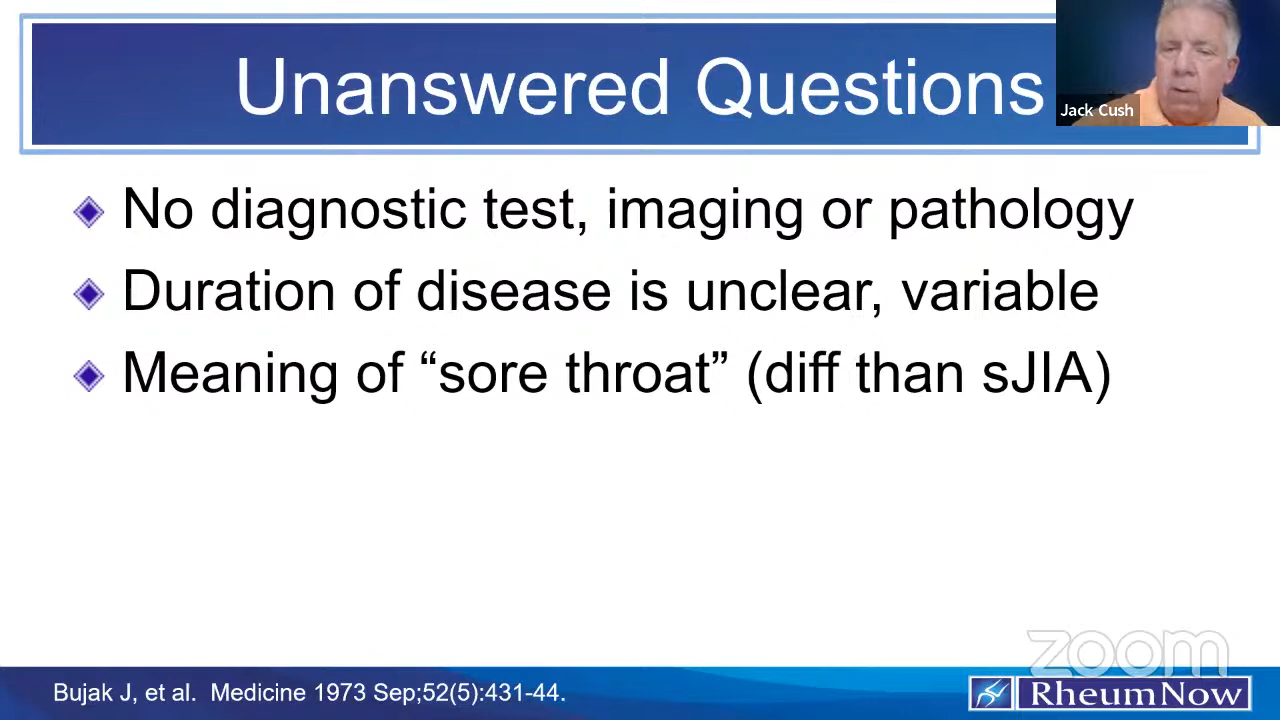 Unanswered Questions
Jack Cush
No diagnostic test, imaging or pathology
Duration of disease is unclear, variable
Meaning of “sore throat” (diff than sJIA)
zoom
Bujak J, et al.  Medicine 1973 Sep;52(5):431-44.
RheumNow